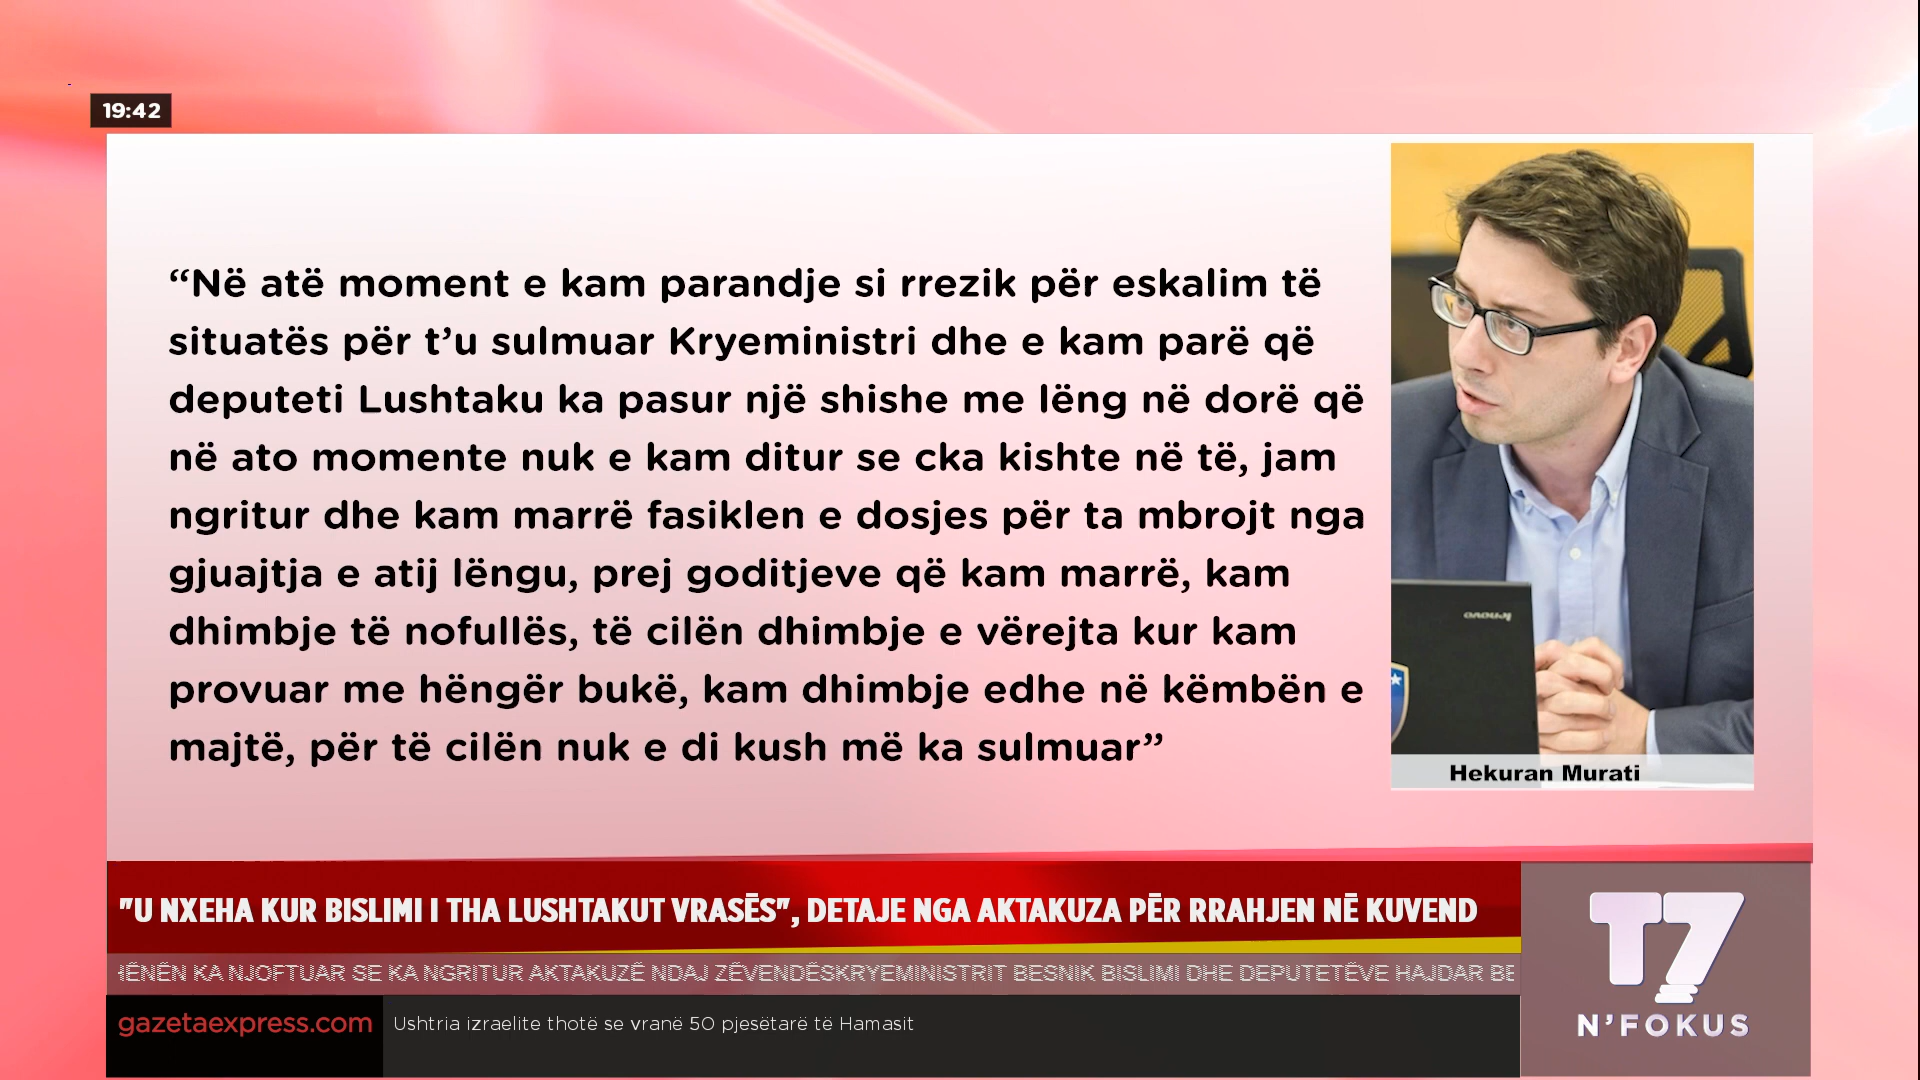 19:42
“Në atë moment e kam parandje si rrezik për eskalim të
situatës për t’u sulmuar Kryeministri dhe e kam parë që
deputeti Lushtaku ka pasur një shishe me lëng në dorë që
në ato momente nuk e kam ditur se cka kishte në të, jam
ngritur dhe kam marrë fasiklen e dosjes për ta mbrojt nga
gjuajtja e atij lëngu, prej goditjeve që kam marrë, kam
dhimbje të nofullës, të cilën dhimbje e vërejta kur kam
provuar me hëngër bukë, kam dhimbje edhe në këmbën e
majtë, për të cilën nuk e di kush më ka sulmuar”
lenovo
Hekuran Murati
"U NXEHA KUR BISLIMI I THA LUSHTAKUT VRASËS", DETAJE NGA AKTAKUZA PËR RRAHJEN NË KUVEND
HËNËN KA NJOFTUAR SE KA NGRITUR AKTAKUZË NDAJ ZËVENDËSKRYEMINISTRIT BESNIK BISLIMI DHE DEPUTETËVE HAJDAR BE
gazetaexpress.com
Ushtria izraelite thotë se vranë 50 pjesëtarë të Hamasit
T7
N’FOKUS